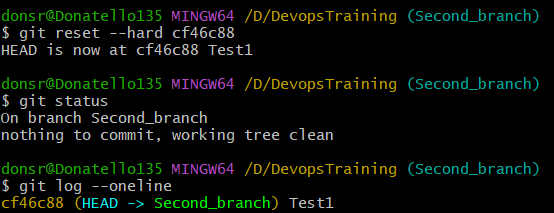 donsr@Donatello135 MINGW64 /D/DevopsTraining (Second_branch)
$ git reset --hard cf46c88
HEAD is now at cf46c88 Test1
donsr@Donatello135 MINGW64 /D/DevopsTraining (Second_branch)
$ git status
On branch Second_branch
nothing to commit, working tree clean
donsr@Donatello135 MINGW64 /D/DevopsTraining (Second_branch)
$ git log --oneline
cf46c88 (HEAD -> Second_branch) Test1